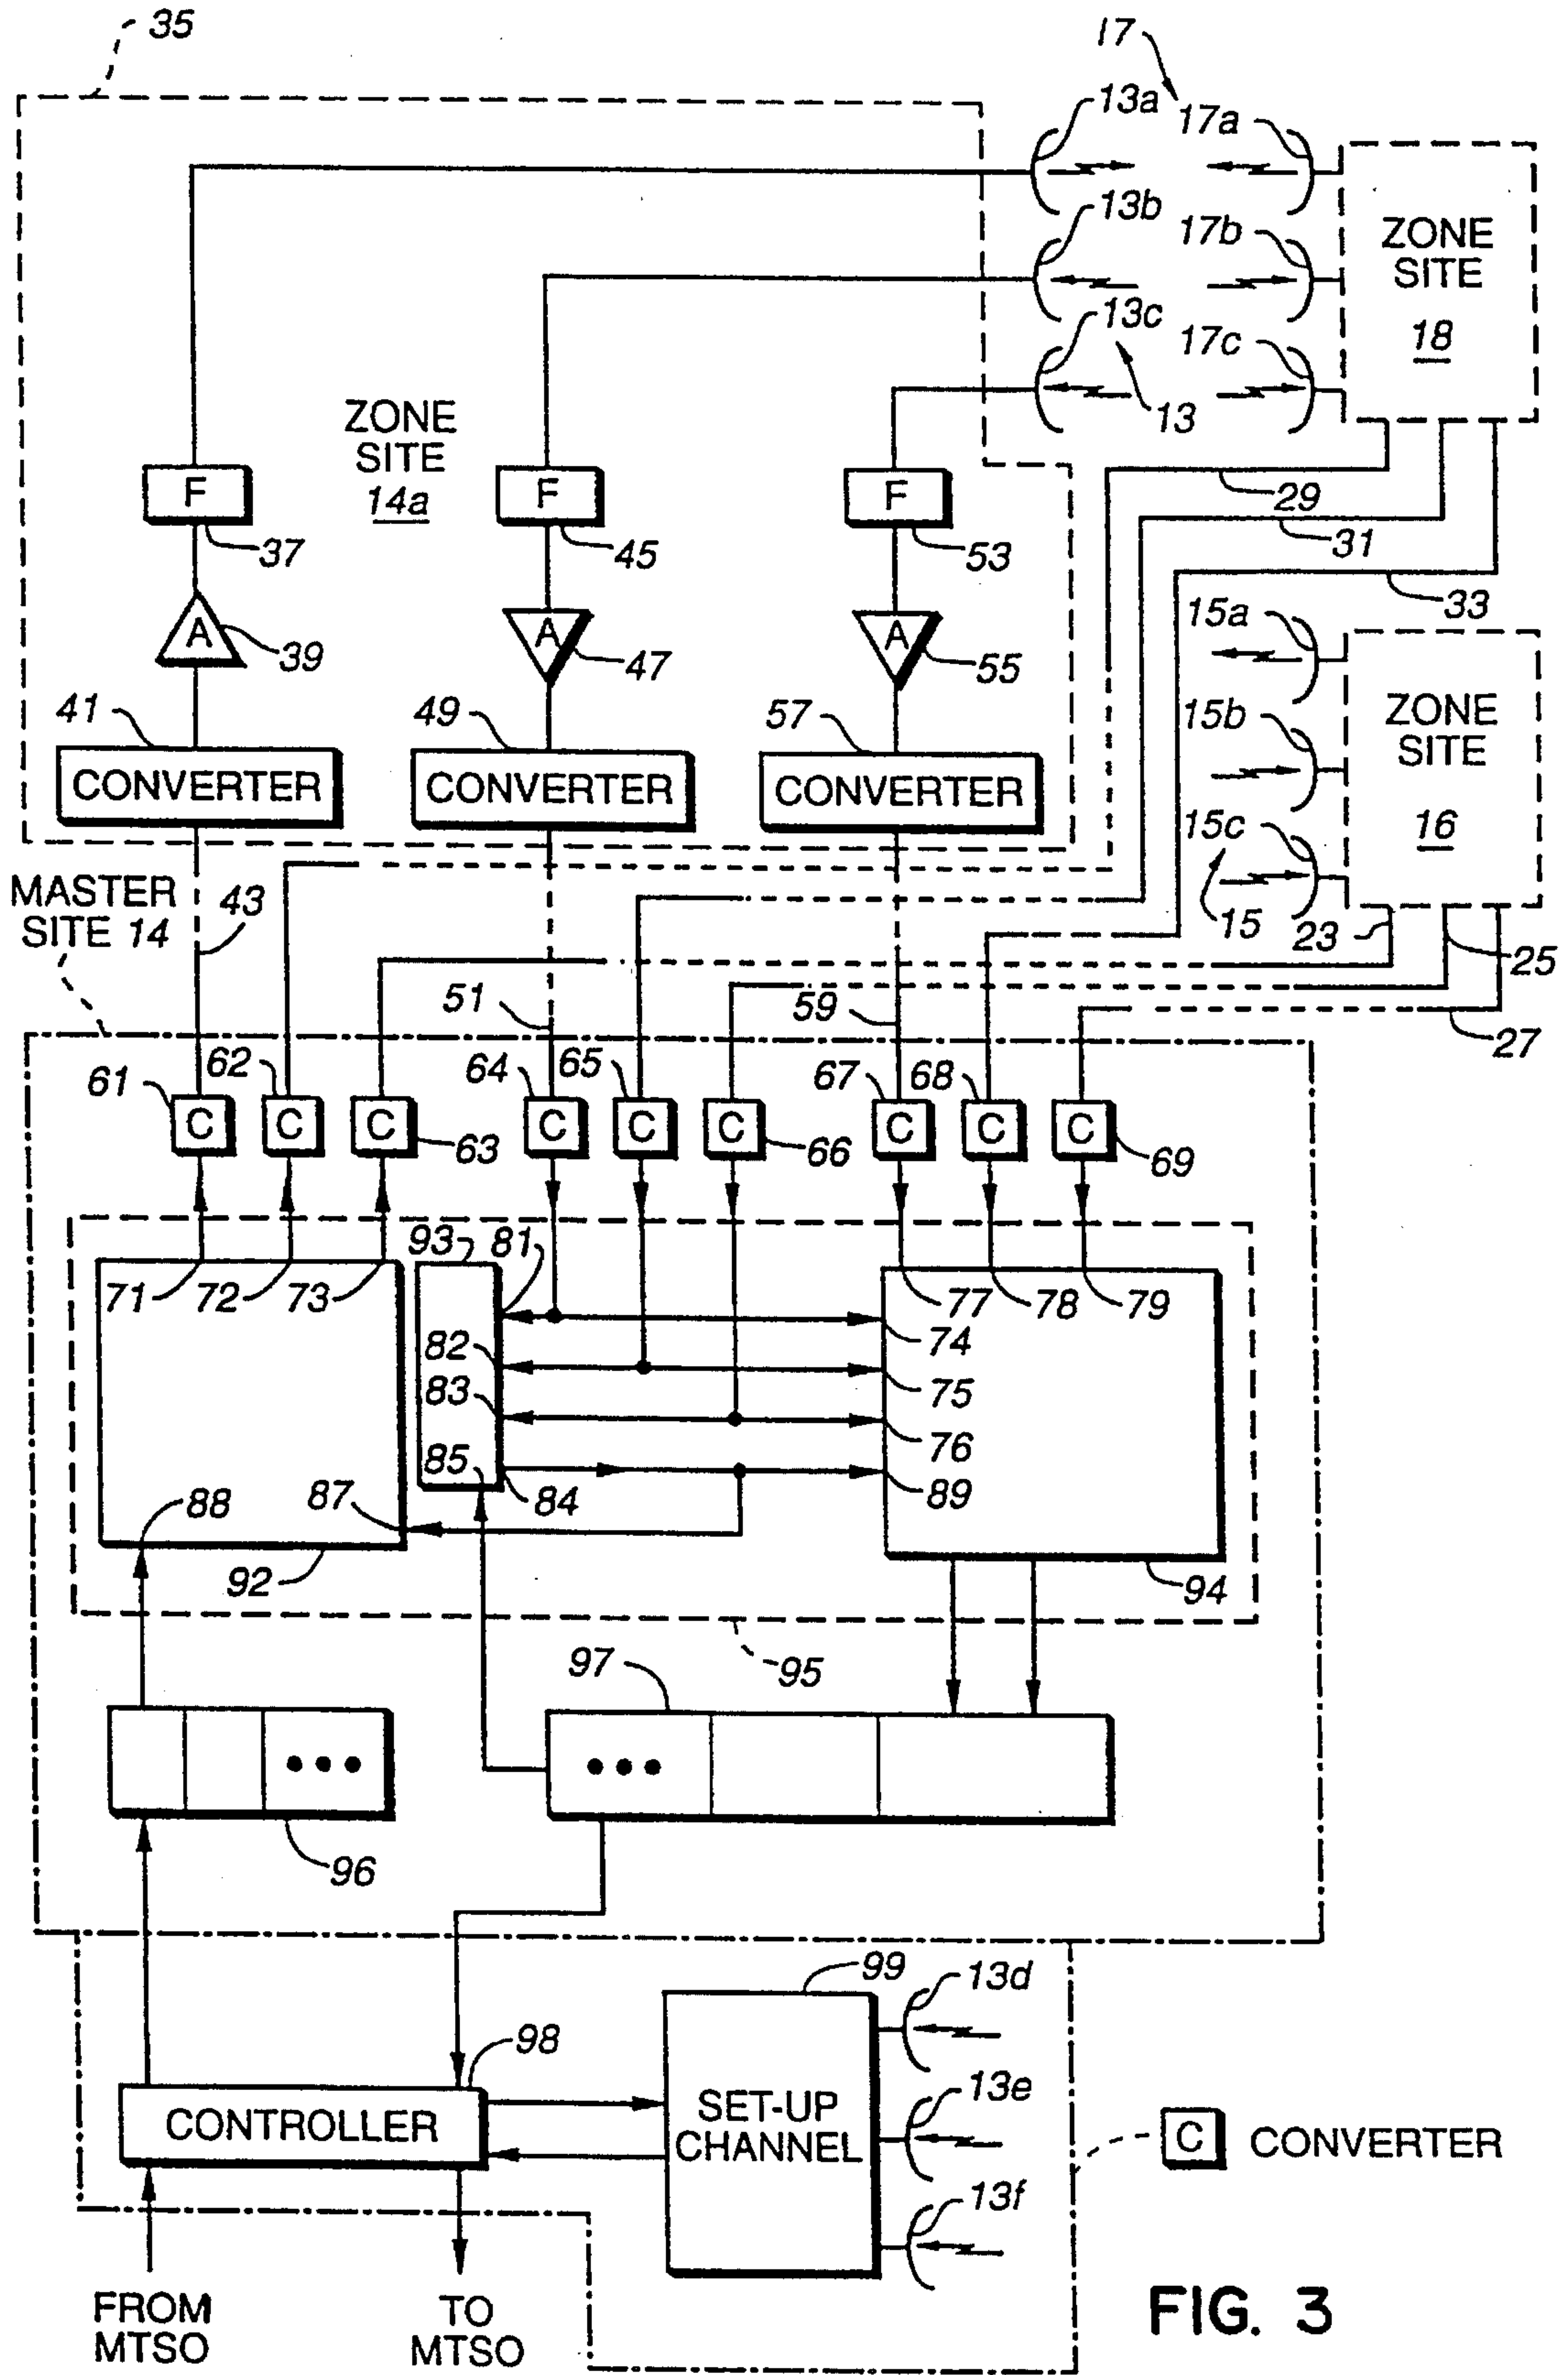 35
17
13a
17a
13b
17b
ZONE
SITE
18
13c
17c
13
ZONE
SITE
14a
F
F
F
29
37
45
53
31
33
A
39
A
47
A
55
15a
41
49
57
15b
ZONE
SITE
16
CONVERTER
CONVERTER
CONVERTER
15c
MASTER
SITE 14
43
15
23
25
51
59
27
61
62
64
65
67
68
C
C
C
C
C
C
C
C
C
63
66
69
93
81
71
72
73
77
78
79
82
74
83
75
76
85
88
87
84
89
92
94
97
95
96
99
13d
98
CONTROLLER
SET-UP
CHANNEL
13e
C CONVERTER
13f
FROM
MTSO
TO
MTSO
FIG. 3